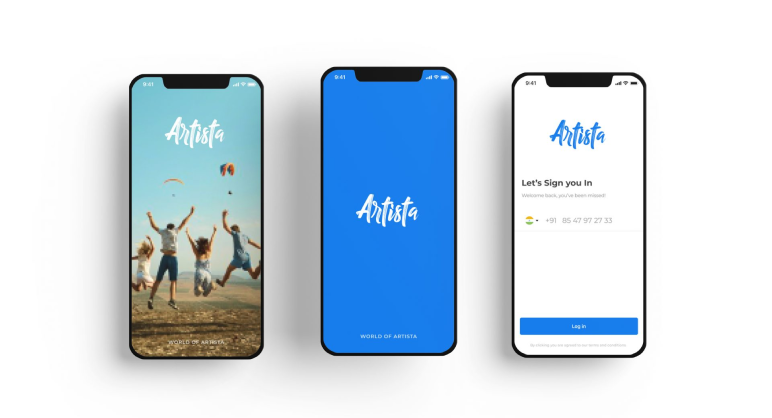 9:41
Artista
WORLD OF ARTISTA
9:41
Artista
WORLD OF ARTISTA
9:41
Artista
Let's Sign you In
Welcome back, you've been missed!
+91 85 47 97 27 33
Log in